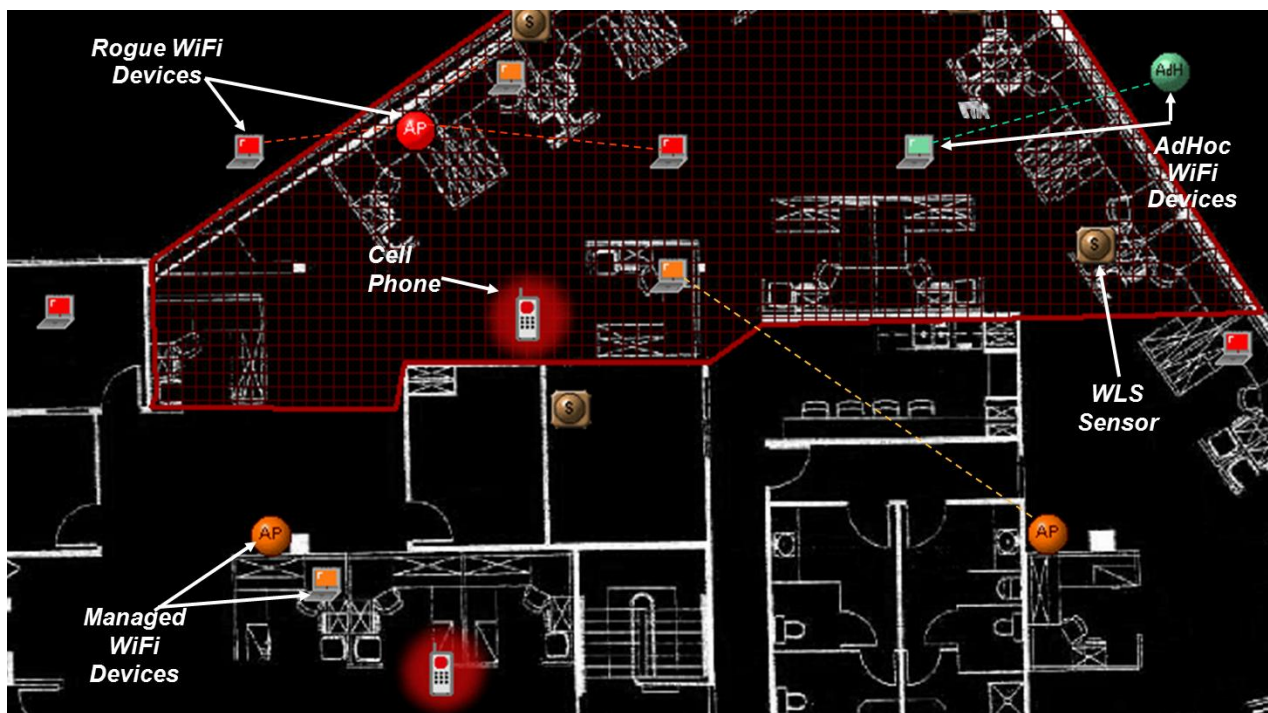 Rogue WiFi
Devices
S
AdH
AP
AdHoc
WiFi
Devices
Cell
Phone
S
WLS
Sensor
S
AP
AP
Managed
WiFi
Devices